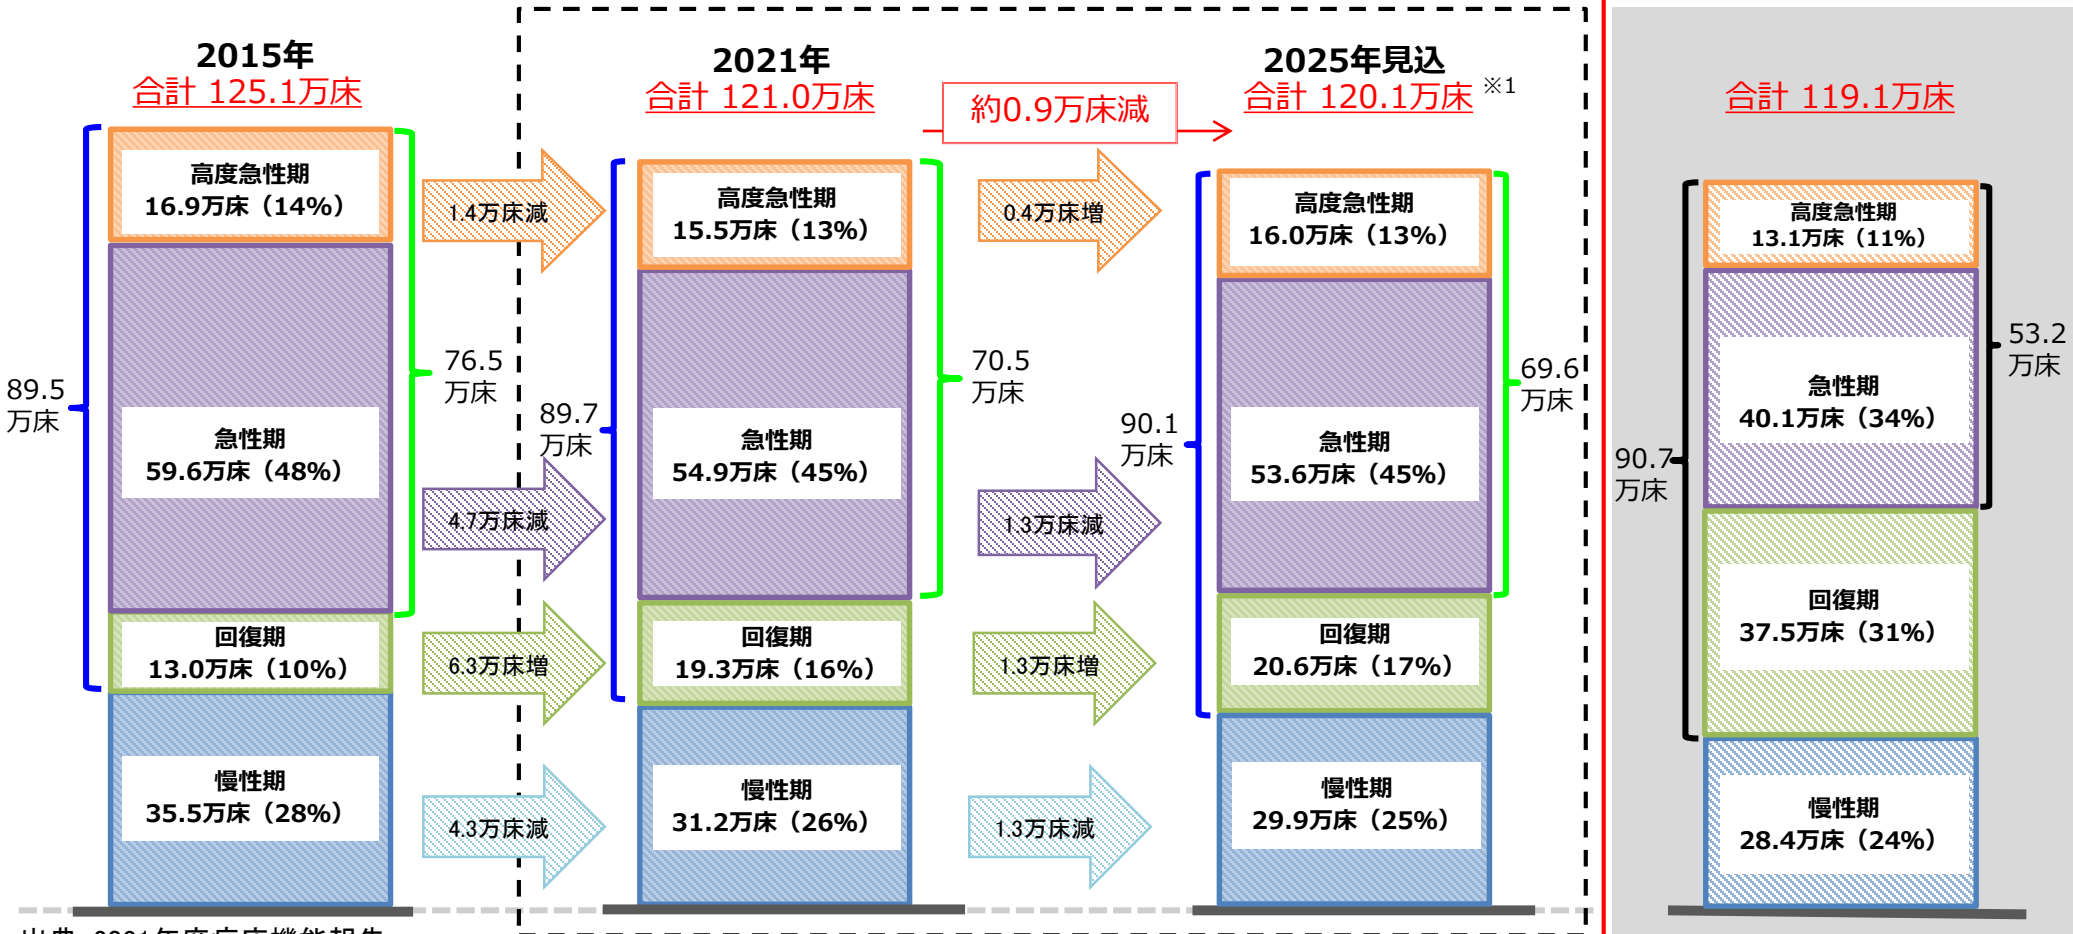 2015年
合計 125.1万床
高度急性期
16.9万床（14%）
急性期
59.6万床（48%）
回復期
13.0万床（10%）
慢性期
35.5万床（28%）
89.5
万床
76.5
万床
1.4万床減
4.7万床減
6.3万床増
4.3万床減
2021年
合計 121.0万床
高度急性期
15.5万床（13%）
急性期
54.9万床（45%）
回復期
19.3万床（16%）
慢性期
31.2万床（26%）
89.7
万床
70.5
万床
約0.9万床減
0.4万床増
1.3万床減
1.3万床増
1.3万床減
2025年見込
合計 120.1万床 ※1
高度急性期
16.0万床（13%）
急性期
53.6万床（45%）
回復期
20.6万床（17%）
慢性期
29.9万床（25%）
90.1
万床
69.6
万床
合計 119.1万床
高度急性期
13.1万床（11%）
急性期
40.1万床（34%）
回復期
37.5万床（31%）
慢性期
28.4万床（24%）
90.7
万床
53.2
万床